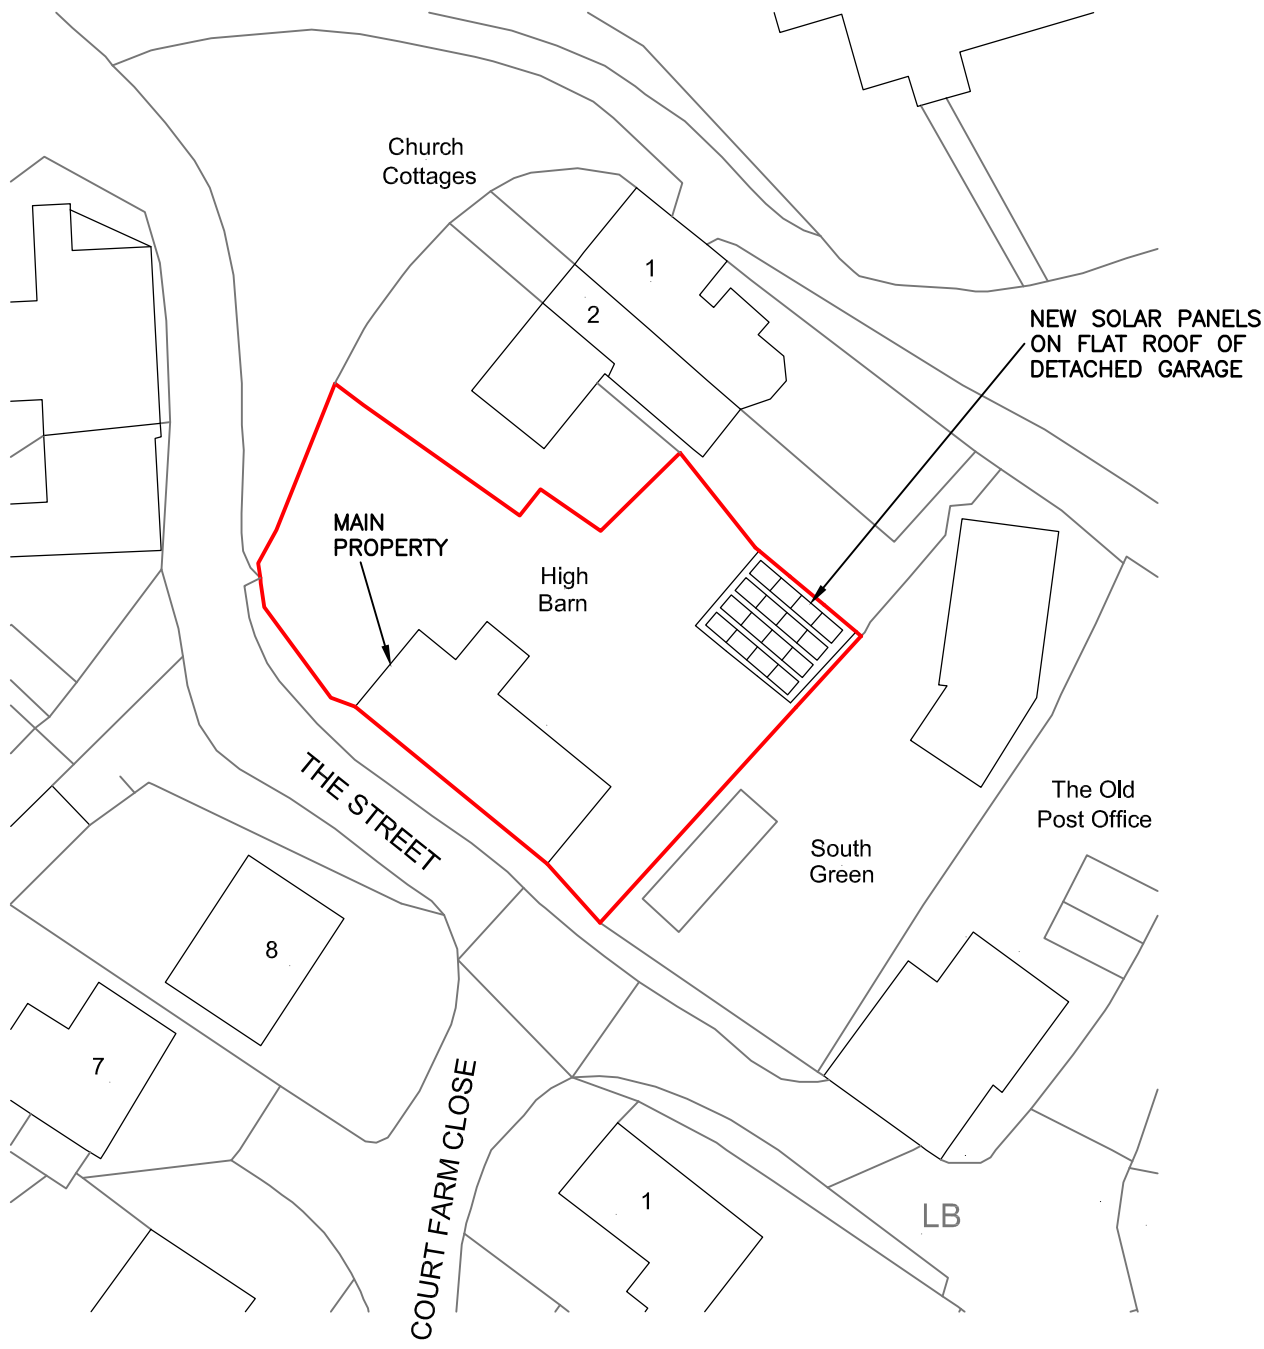 Church
Cottages
1
2
NEW SOLAR PANELS
ON FLAT ROOF OF
DETACHED GARAGE
MAIN
PROPERTY
High
Barn
THE STREET
The Old
Post Office
South
Green
8
7
COURT FARM CLOSE
1
LB